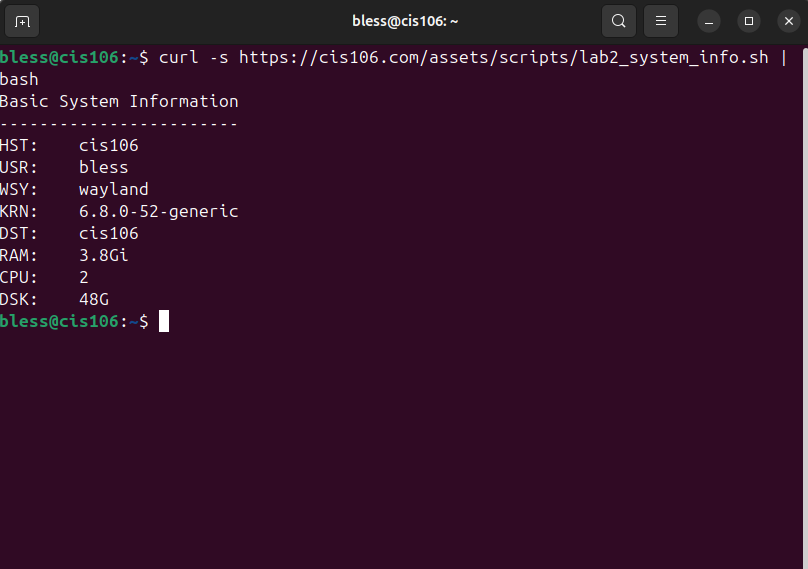 bless@cis106: ~
bless@cis106:~$ curl -s https://cis106.com/assets/scripts/lab2_system_info.sh |
bash
Basic System Information
------------------------
HST:    cis106
USR:    bless
WSY:    wayland
KRN:    6.8.0-52-generic
DST:    cis106
RAM:    3.8Gi
CPU:    2
DSK:    48G
bless@cis106:~$